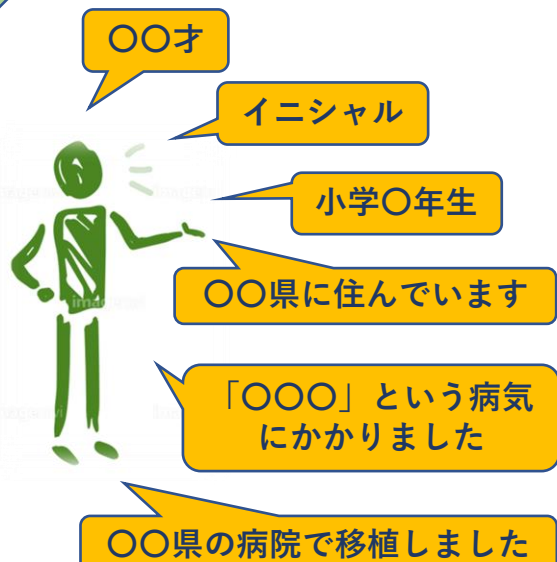 〇〇才
イニシャル
小学〇年生
〇〇県に住んでいます
「〇〇〇」という病気
にかかりました
〇〇県の病院で移植しました